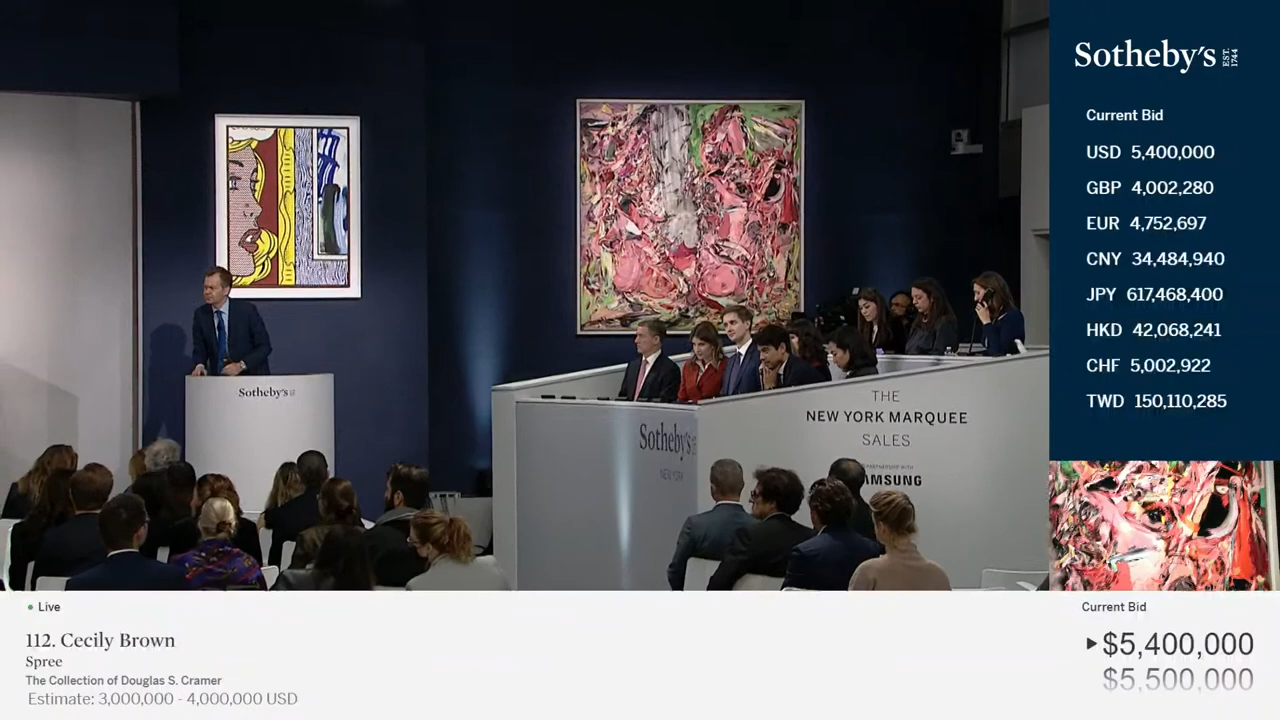 Sotheby's EST. 1744
Current Bid
USD 5,400,000
GBP 4,002,280
EUR 4,752,697
CNY 34,484,940
JPY 617,468,400
HKD 42,068,241
CHF 5,002,922
TWD 150,110,285
Sotheby's
THE
NEW YORK MARQUEE
SALES
Sotheby's
NEW YORK
PARTNERSHIP WITH
AMSUNG
Live
112. Cecily Brown
Spree
The Collection of Douglas S. Cramer
Estimate: 3,000,000 - 4,000,000 USD
Current Bid
$5,400,000
$5,500,000